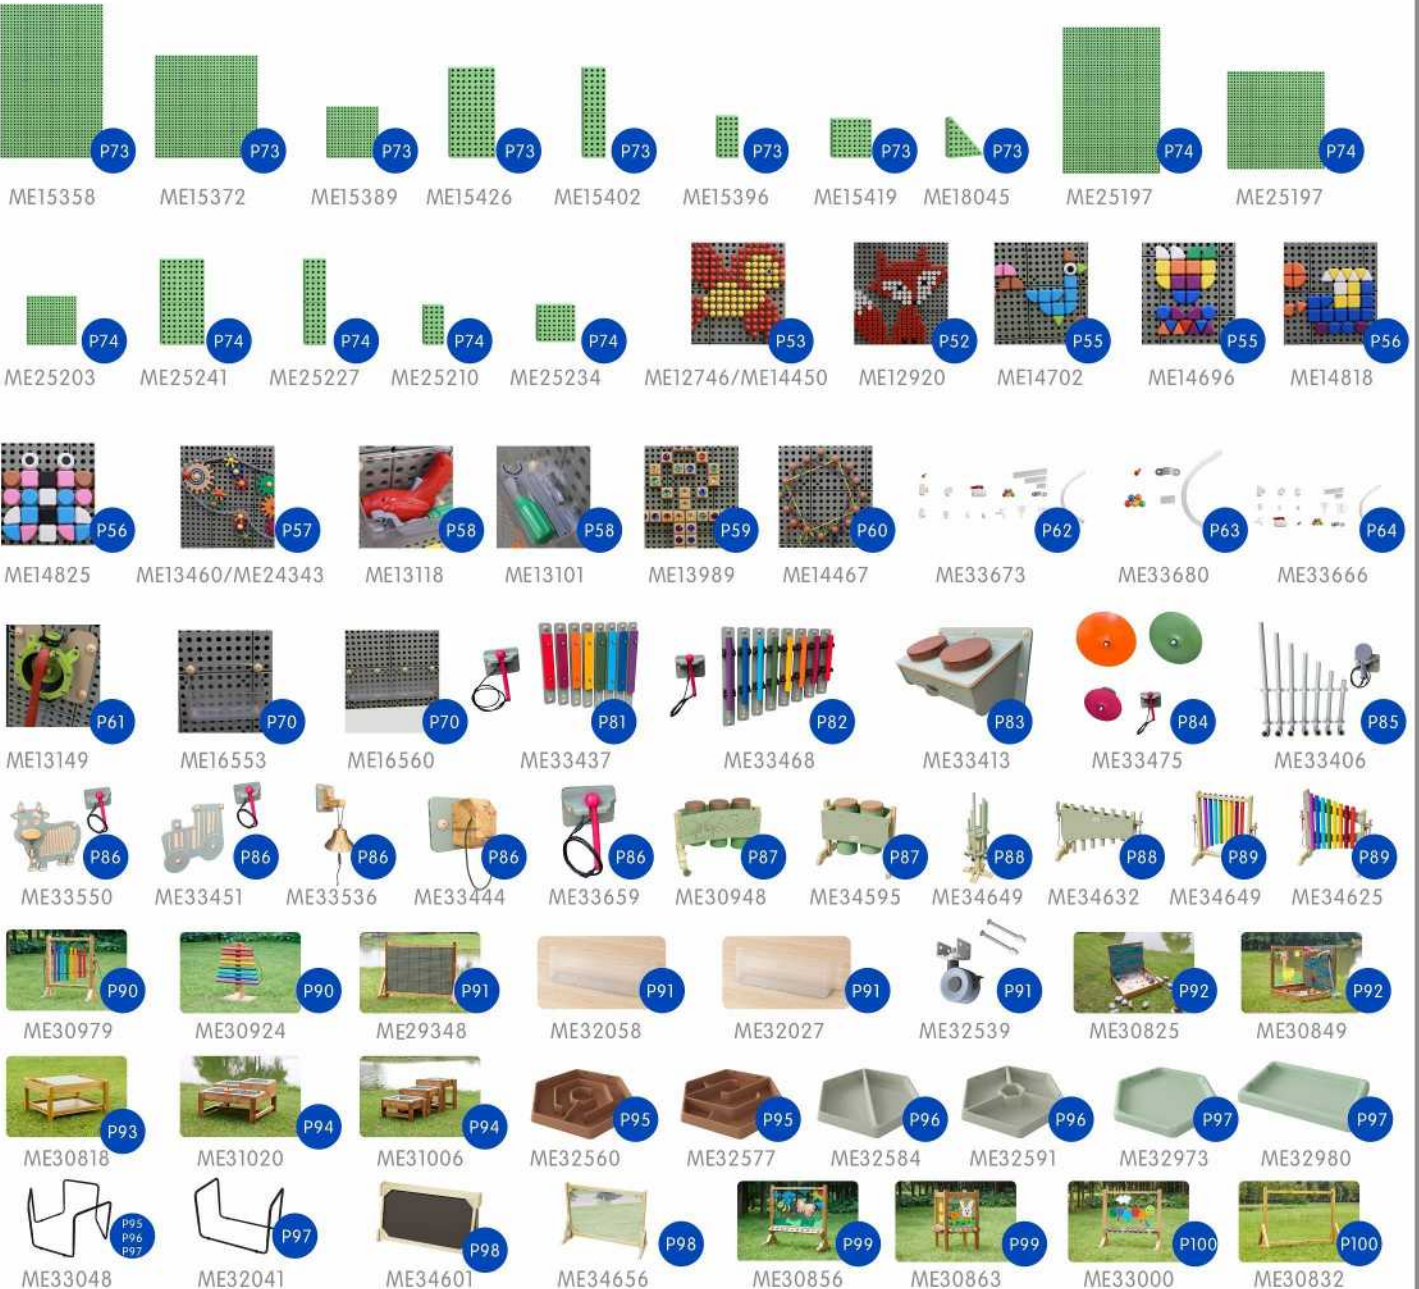 P73 P73 P73 P73 P73 P73 P73 P73 P74 P74
ME15358 ME15372 ME15389 ME15426 ME15402 ME15396 ME15419 ME18045 ME25197 ME25197
P74 P74 P74 P74 P74 P53 P52 P55 P55 P56
ME25203 ME25241 ME25227 ME25210 ME25234 ME12746/ME14450 ME12920 ME14702 ME14696 ME14818
P56 P57 P58 P58 P59 P60 P62 P63 P64
ME14825 ME13460/ME24343 ME13118 ME13101 ME13989 ME14467 ME33673 ME33680 ME33666
P61 P70 P70 P81 P82 P83 P84 P85
ME13149 ME16553 ME16560 ME33437 ME33468 ME33413 ME33475 ME33406
P86 P86 P86 P86 P86 P87 P87 P88 P88 P89 P89
ME33550 ME33451 ME33536 ME33444 ME33659 ME30948 ME34595 ME34649 ME34632 ME34649 ME34625
P90 P90 P91 P91 P91 P91 P92 P92
ME30979 ME30924 ME29348 ME32058 ME32027 ME32539 ME30825 ME30849
P93 P94 P94 P95 P95 P96 P96 P97 P97
ME30818 ME31020 ME31006 ME32560 ME32577 ME32584 ME32591 ME32973 ME32980
P95
P96
P97
P97 P98 P98 P99 P99 P100 P100
ME33048 ME32041 ME34601 ME34656 ME30856 ME30863 ME33000 ME30832